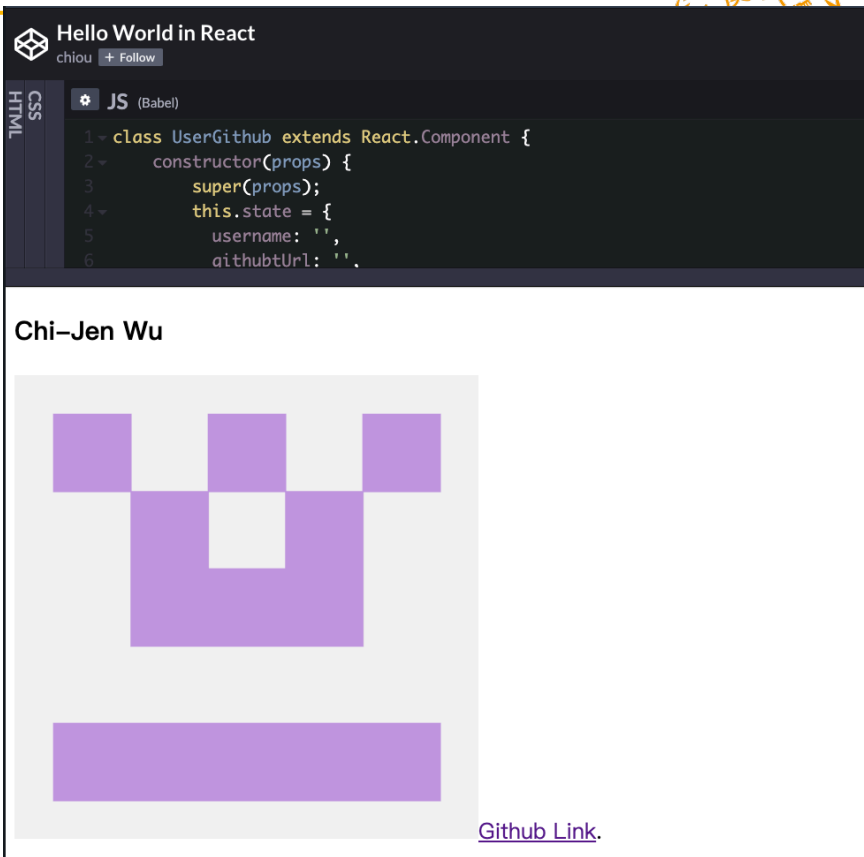 Hello World in React
chiou + Follow
HTML
CSS
JS (Babel)
1 class UserGithub extends React.Component {
2 constructor(props) {
3 super(props);
4 this.state = {
5 username: '',
6 githubtUrl: '',
Chi-Jen Wu
Github Link.